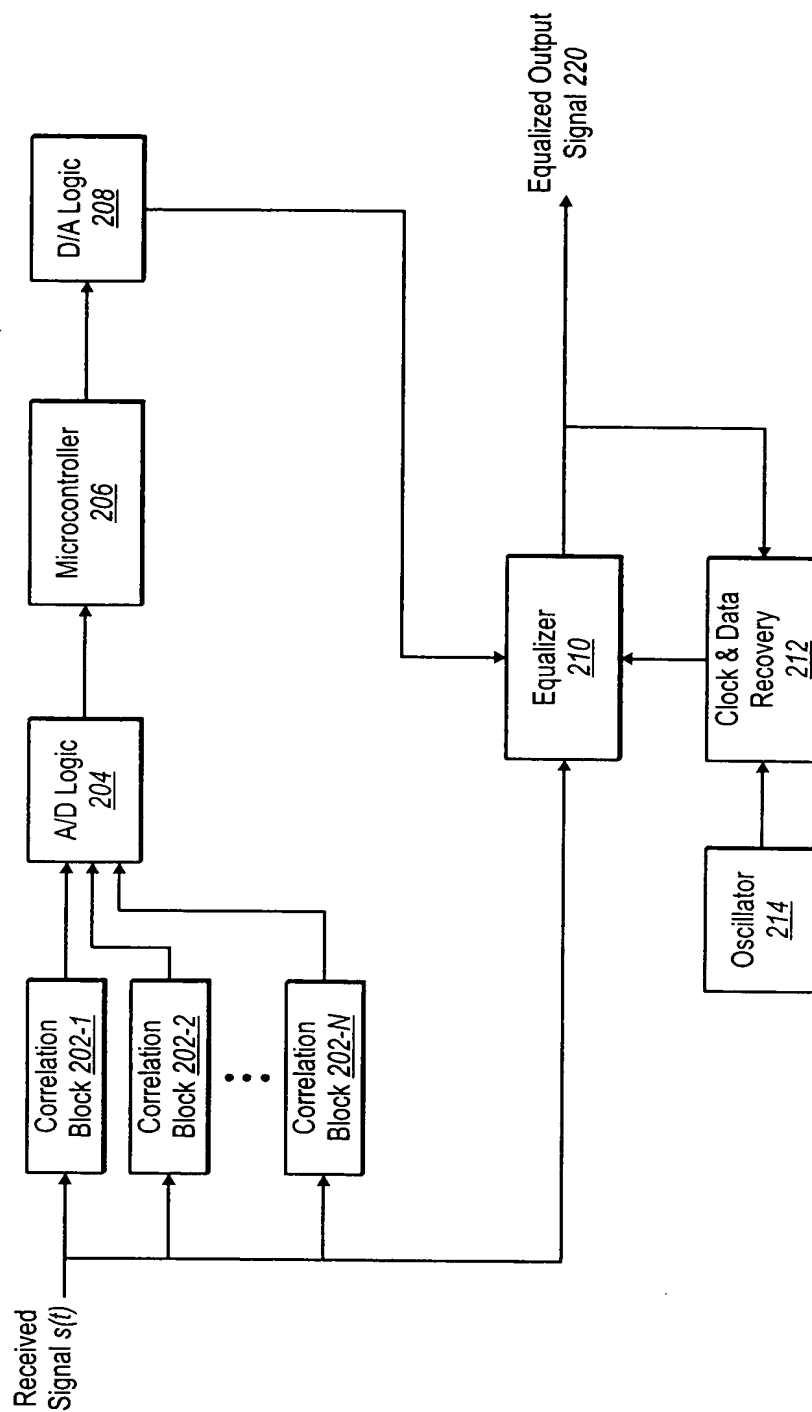 Received
Signal s(t)
Correlation
Block 202-1
Correlation
Block 202-2
Correlation
Block 202-N
A/D Logic
204
Microcontroller
206
D/A Logic
208
Equalizer
210
Equalized Output
Signal 220
Oscillator
214
Clock & Data
Recovery
212